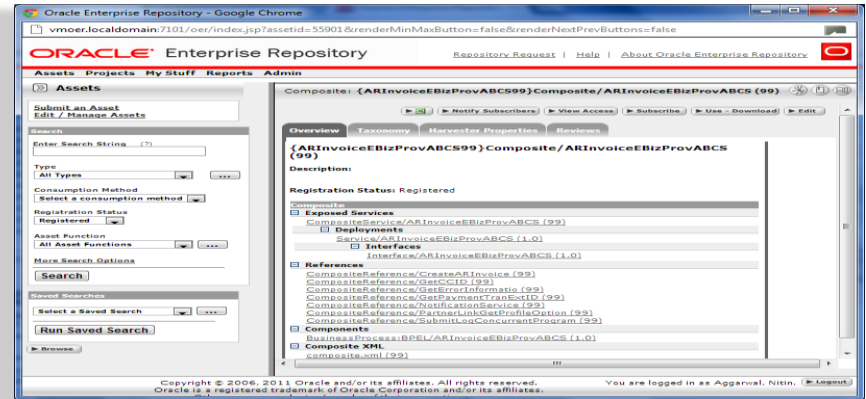 Oracle Enterprise Repository - Google Chrome
vmoer.localdomain:7101/oer/index.jsp?assetid=55901&renderMinMaxButton=false&renderNextPrevButtons=false
ORACLE Enterprise Repository
Repository Request | Help | About Oracle Enterprise Repository
Assets Projects My Stuff Reports Admin
Assets
Submit an Asset
Edit / Manage Assets
Search
Enter Search String (?)
Type
All Types
...
Consumption Method
Select a consumption method
Registration Status
Registered
Asset Function
All Asset Functions
...
More Search Options
Search
Saved Searches
Select a Saved Search
...
Run Saved Search
Browse
Composite: {ARInvoiceEBizProvABCS99}Composite/ARInvoiceEBizProvABCS (99)
Notify Subscribers View Access Subscribe Use - Download Edit
Overview Taxonomy Harvester Properties Reviews
{ARInvoiceEBizProvABCS99}Composite/ARInvoiceEBizProvABCS
(99)
Description:
Registration Status: Registered
Composite
Exposed Services
CompositeService/ARInvoiceEBizProvABCS (99)
Deployments
Service/ARInvoiceEBizProvABCS (1.0)
Interfaces
Interface/ARInvoiceEBizProvABCS (1.0)
References
CompositeReference/CreateARInvoice (99)
CompositeReference/GetCCID (99)
CompositeReference/GetErrorInformatio (99)
CompositeReference/GetPaymentTranExtID (99)
CompositeReference/NotificationService (99)
CompositeReference/PartnerLinkGetProfileOption (99)
CompositeReference/SubmitLogConcurrentProgram (99)
Components
BusinessProcess:BPEL/ARInvoiceEBizProvABCS (1.0)
Composite XML
composite.xml (99)
Copyright © 2006, 2011 Oracle and/or its affiliates. All rights reserved.
Oracle is a registered trademark of Oracle Corporation and/or its affiliates.
You are logged in as Aggarwal, Nitin. Logout